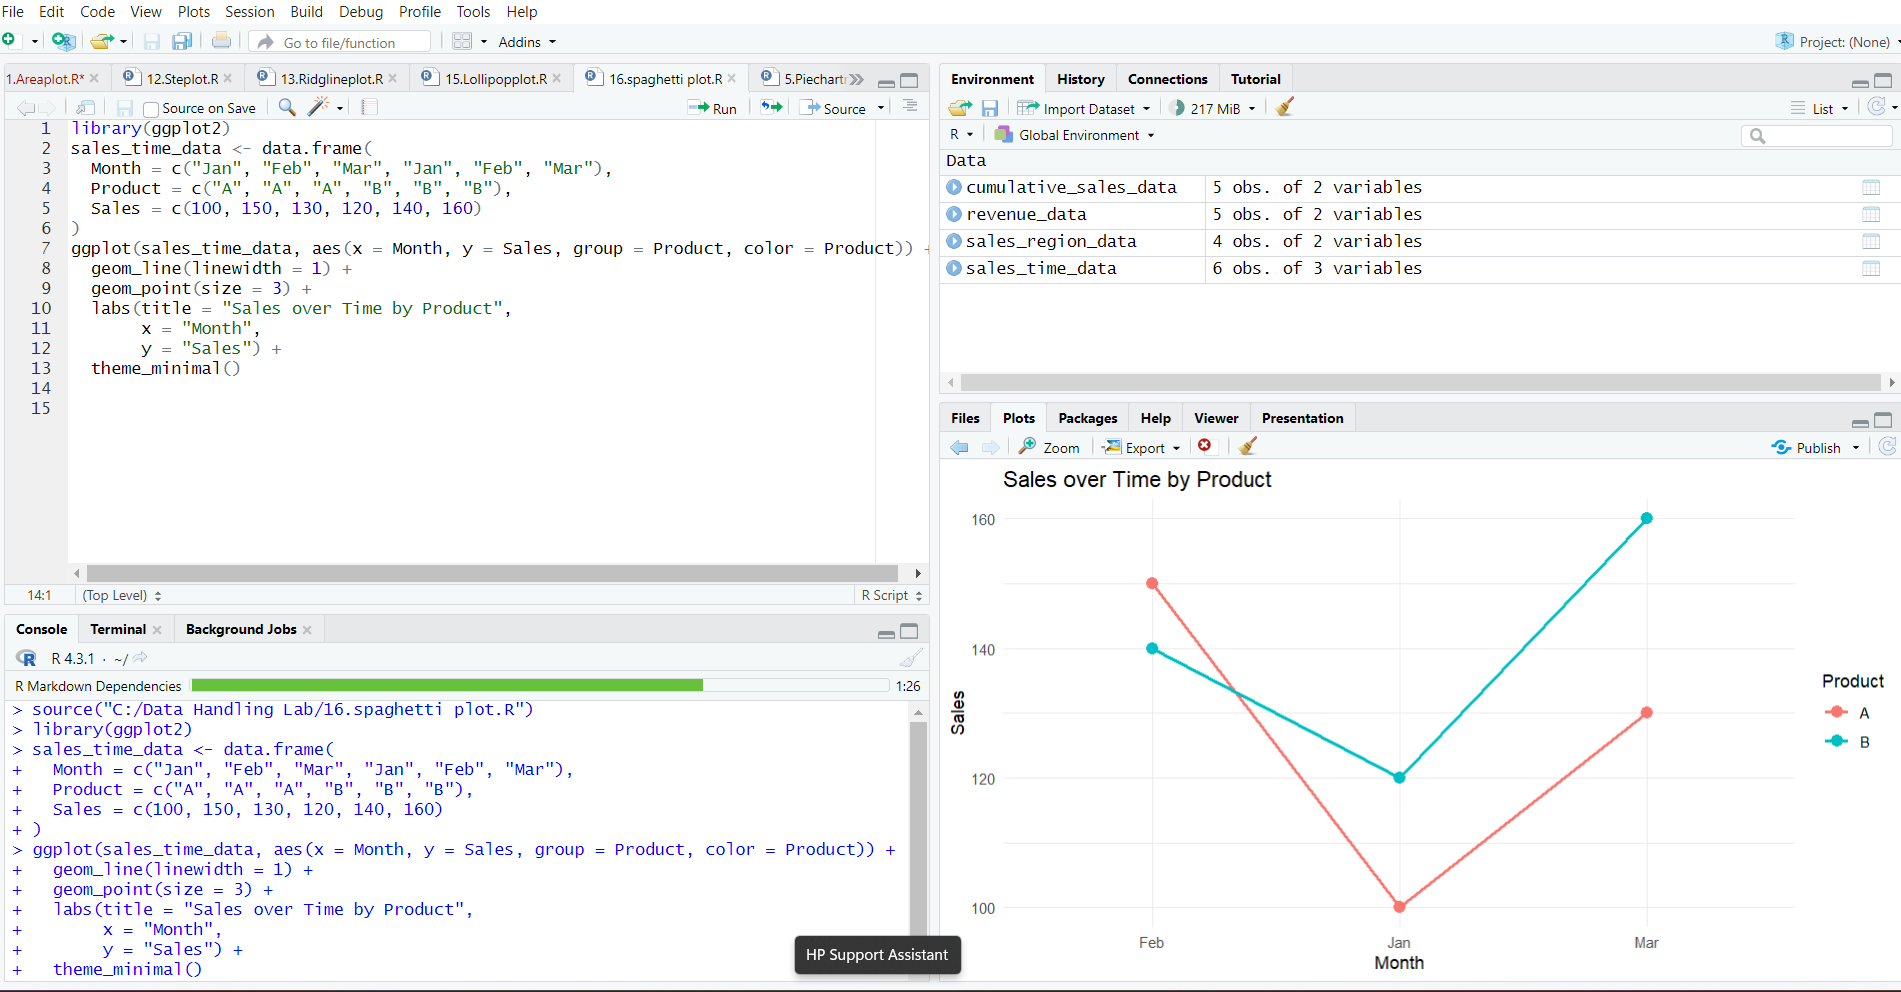 File Edit Code View Plots Session Build Debug Profile Tools Help
Go to file/function Addins Project: (None)
1.Areaplot.R* 12.Steplot.R 13.Ridglineplot.R 15.Lollipopplot.R 16.spaghetti plot.R 5.Piechart
Source on Save Run Source
1 library(ggplot2)
2 sales_time_data <- data.frame(
3 Month = c("Jan", "Feb", "Mar", "Jan", "Feb", "Mar"),
4 Product = c("A", "A", "A", "B", "B", "B"),
5 Sales = c(100, 150, 130, 120, 140, 160)
6 )
7 ggplot(sales_time_data, aes(x = Month, y = Sales, group = Product, color = Product)) +
8 geom_line(linewidth = 1) +
9 geom_point(size = 3) +
10 labs(title = "Sales over Time by Product",
11 x = "Month",
12 y = "Sales") +
13 theme_minimal()
14
15
14:1 (Top Level) R Script
Console Terminal Background Jobs
R R 4.3.1 · ~/
R Markdown Dependencies 1:26
> source("C:/Data Handling Lab/16.spaghetti plot.R")
> library(ggplot2)
> sales_time_data <- data.frame(
+ Month = c("Jan", "Feb", "Mar", "Jan", "Feb", "Mar"),
+ Product = c("A", "A", "A", "B", "B", "B"),
+ Sales = c(100, 150, 130, 120, 140, 160)
+ )
> ggplot(sales_time_data, aes(x = Month, y = Sales, group = Product, color = Product)) +
+ geom_line(linewidth = 1) +
+ geom_point(size = 3) +
+ labs(title = "Sales over Time by Product",
+ x = "Month",
+ y = "Sales") +
+ theme_minimal()
HP Support Assistant
Environment History Connections Tutorial
Import Dataset 217 MiB List
R Global Environment
Data
cumulative_sales_data 5 obs. of 2 variables
revenue_data 5 obs. of 2 variables
sales_region_data 4 obs. of 2 variables
sales_time_data 6 obs. of 3 variables
Files Plots Packages Help Viewer Presentation
Zoom Export Publish
Sales over Time by Product
160
140
120
100
Sales
Feb Jan Mar
Month
Product
A
B